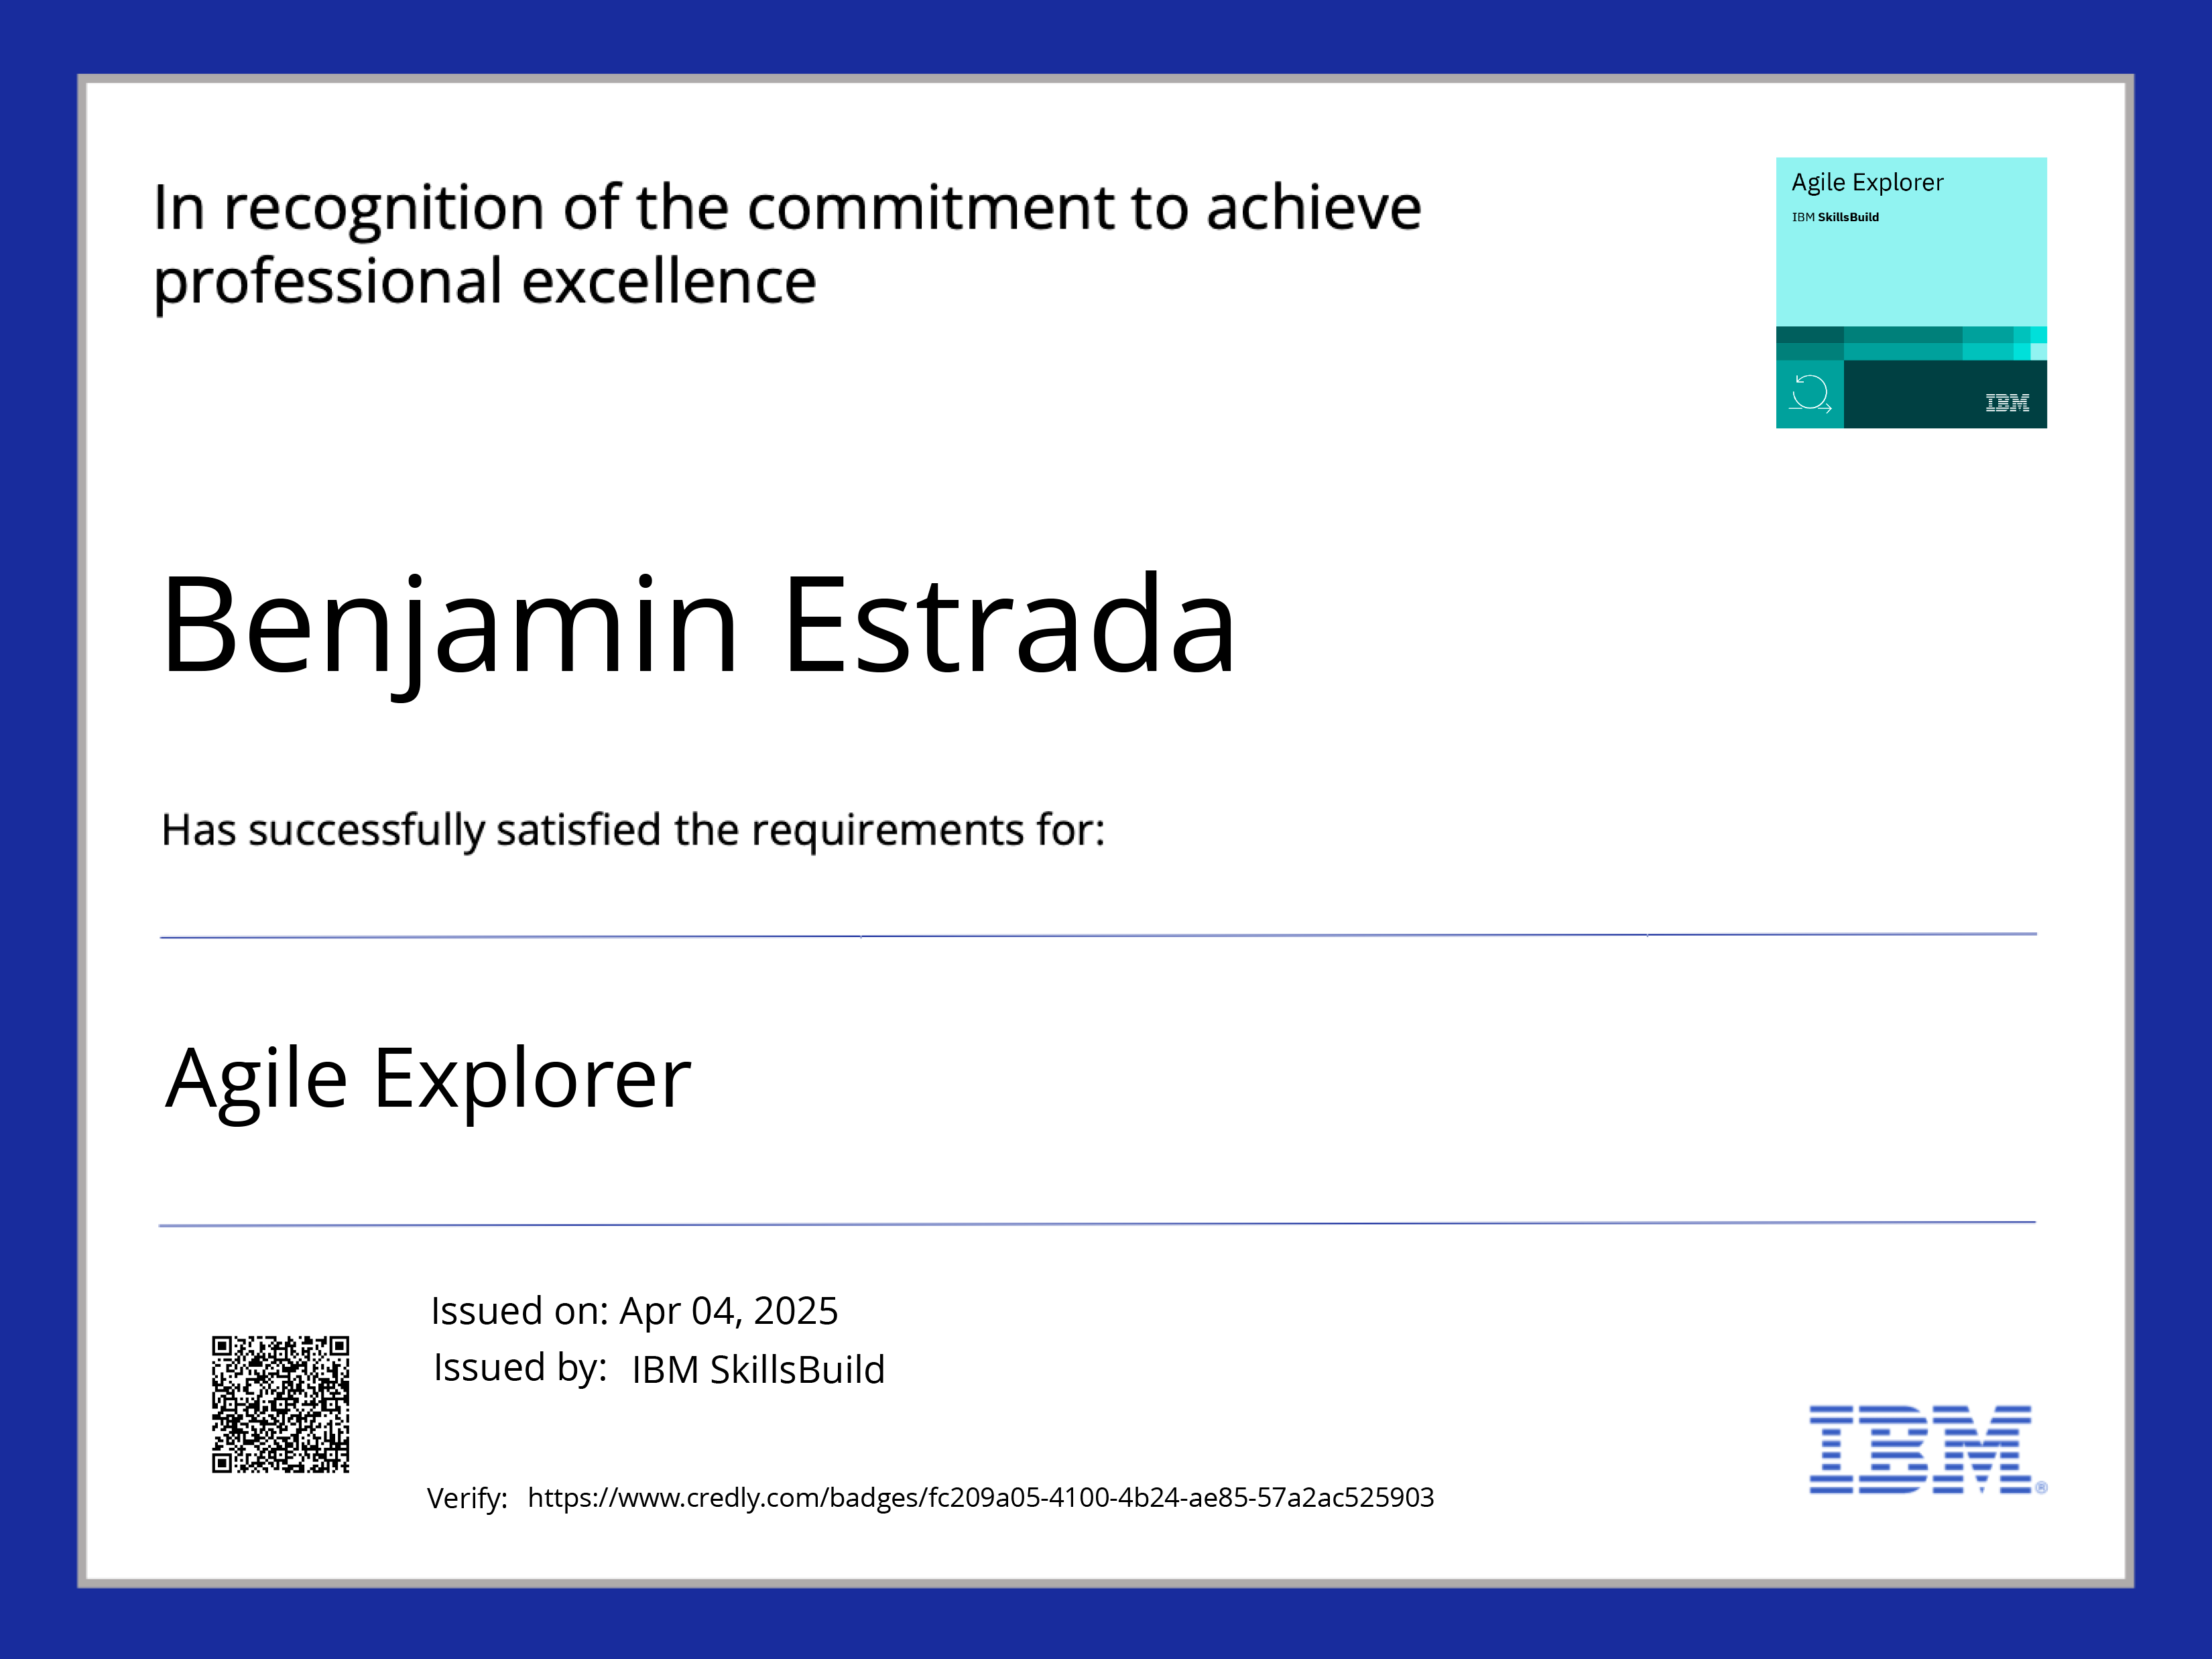 In recognition of the commitment to achieve
professional excellence
Agile Explorer
IBM SkillsBuild
IBM
Benjamin Estrada
Has successfully satisfied the requirements for:
Agile Explorer
Issued on: Apr 04, 2025
Issued by: IBM SkillsBuild
Verify: https://www.credly.com/badges/fc209a05-4100-4b24-ae85-57a2ac525903
IBM®